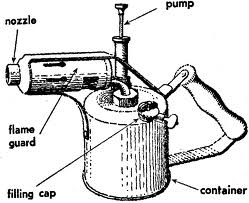 pump
nozzle
flame
guard
filling cap
container